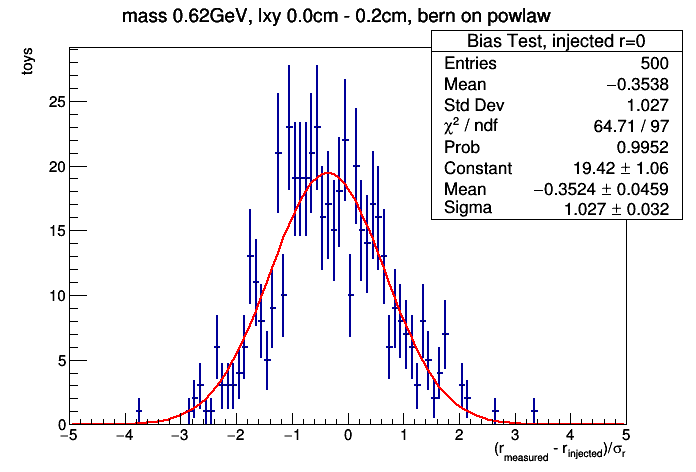 mass 0.62GeV, lxy 0.0cm - 0.2cm, bern on powlaw
Bias Test, injected r=0
Entries 500
Mean −0.3538
Std Dev 1.027
χ² / ndf 64.71 / 97
Prob 0.9952
Constant 19.42 ± 1.06
Mean −0.3524 ± 0.0459
Sigma 1.027 ± 0.032
toys
25
20
15
10
5
0
−5 −4 −3 −2 −1 0 1 2 3 4 5
(r_measured - r_injected)/σ_r